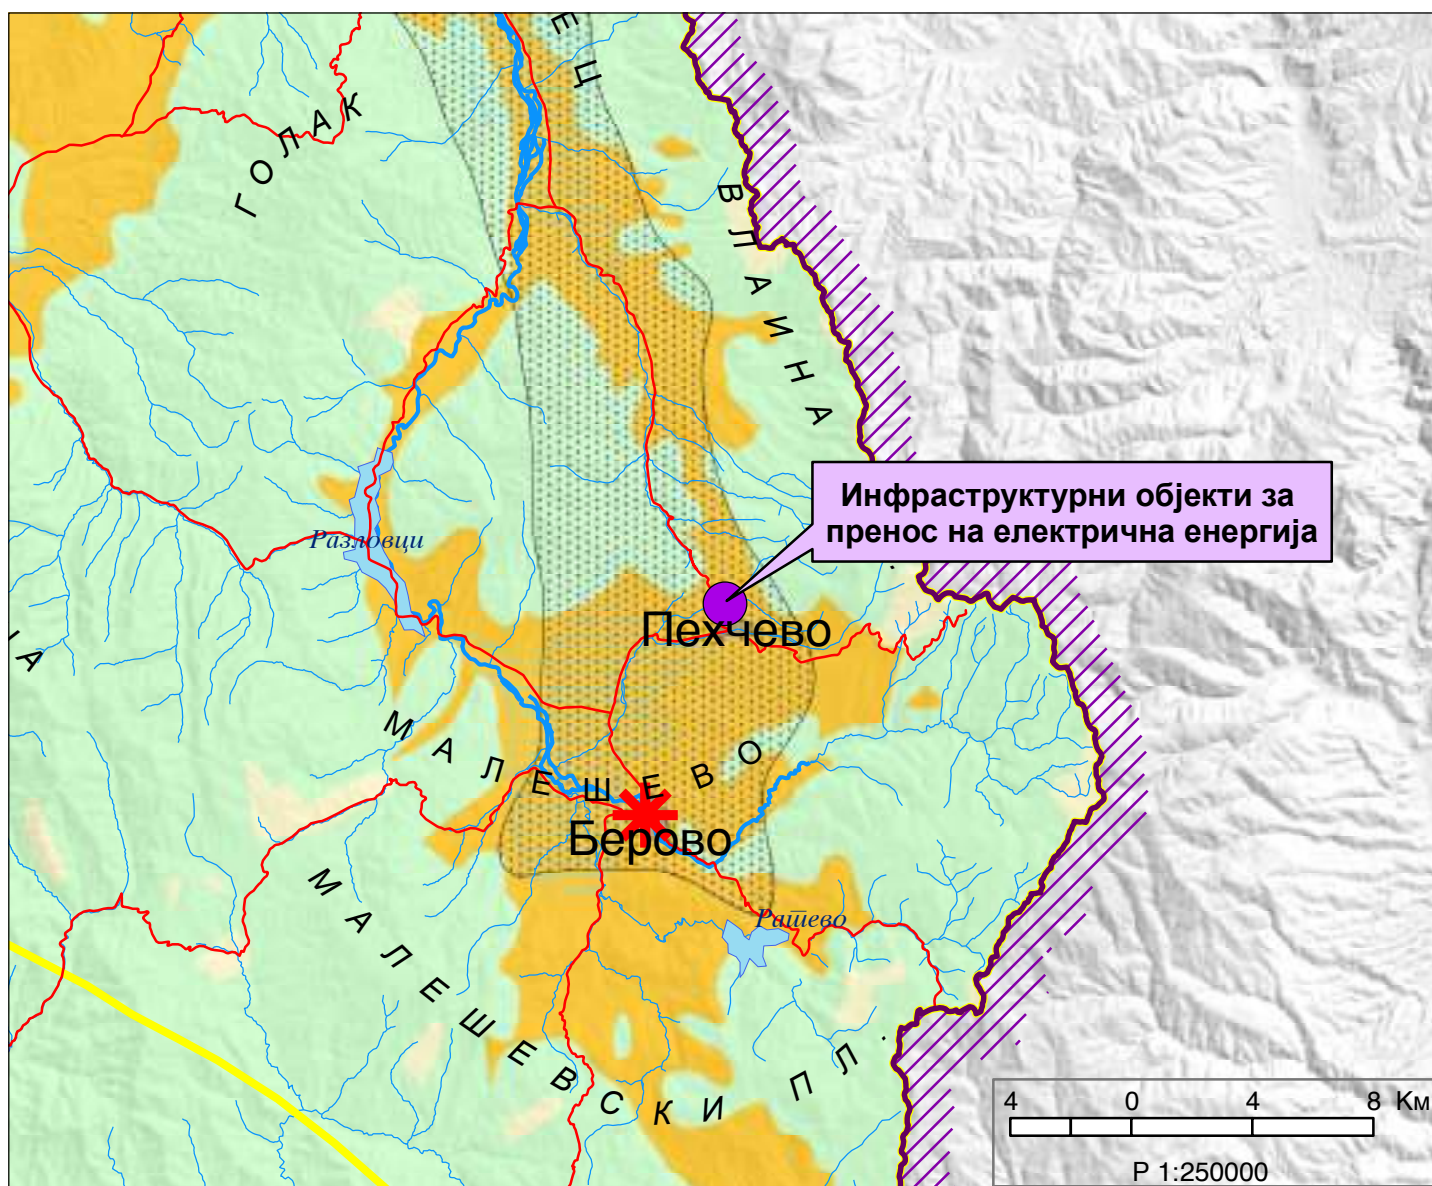 ЕЦ
ГОЛАК
ВЛАИНА
Инфраструктурни објекти за
пренос на електрична енергија
Разловци
Пехчево
МАЛЕШЕВО
Берово
Раштево
МАЛЕШЕВСКИ ПЛ.
4 0 4 8 Км
Р 1:250000